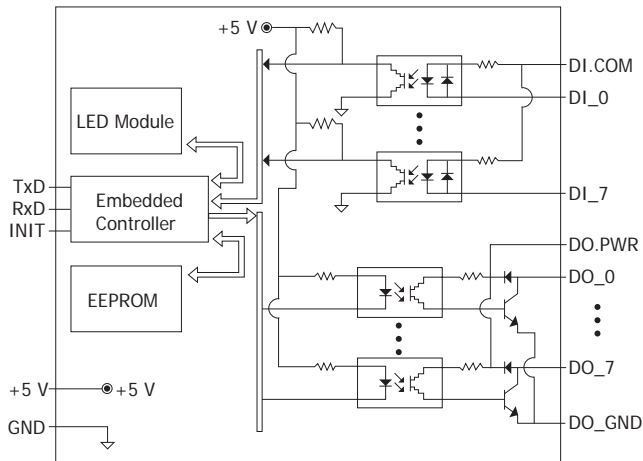 +5 V
DI.COM
DI_0
LED Module
TxD
RxD
INIT
Embedded
Controller
DI_7
DO.PWR
DO_0
EEPROM
DO_7
+5 V
+5 V
GND
DO_GND